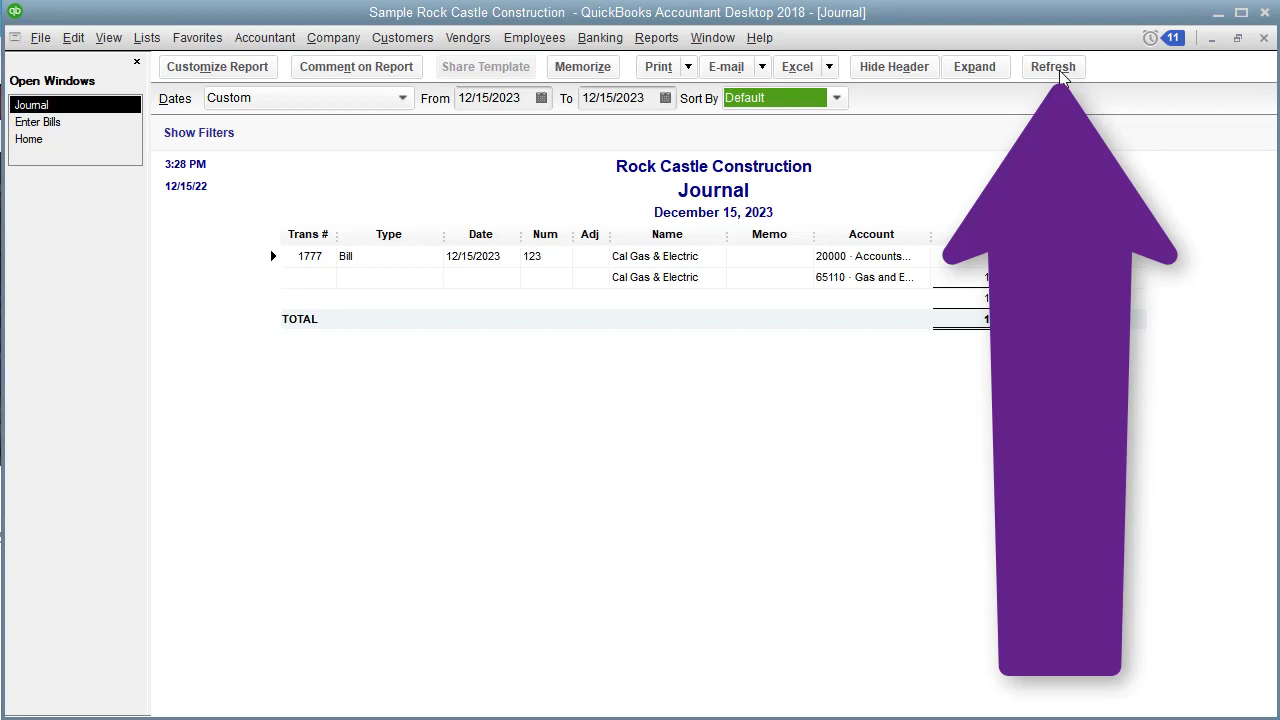 qb Sample Rock Castle Construction - QuickBooks Accountant Desktop 2018 - [Journal]
File Edit View Lists Favorites Accountant Company Customers Vendors Employees Banking Reports Window Help 11
Open Windows
Journal
Enter Bills
Home
Customize Report Comment on Report Share Template Memorize Print E-mail Excel Hide Header Expand Refresh
Dates Custom From 12/15/2023 To 12/15/2023 Sort By Default
Show Filters
3:28 PM
12/15/22
Rock Castle Construction
Journal
December 15, 2023
Trans # Type Date Num Adj Name Memo Account
1777 Bill 12/15/2023 123 Cal Gas & Electric 20000 · Accounts...
Cal Gas & Electric 65110 · Gas and E... 1
1
TOTAL 1